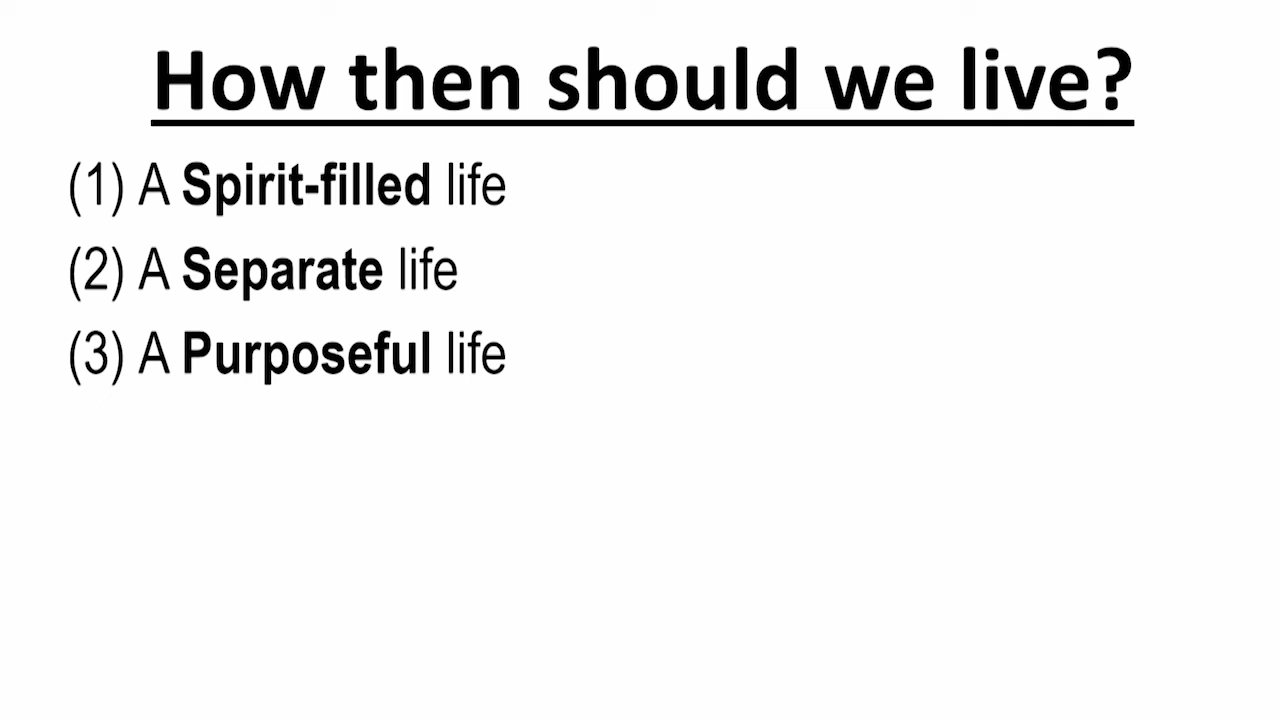 How then should we live?
(1) A Spirit-filled life
(2) A Separate life
(3) A Purposeful life